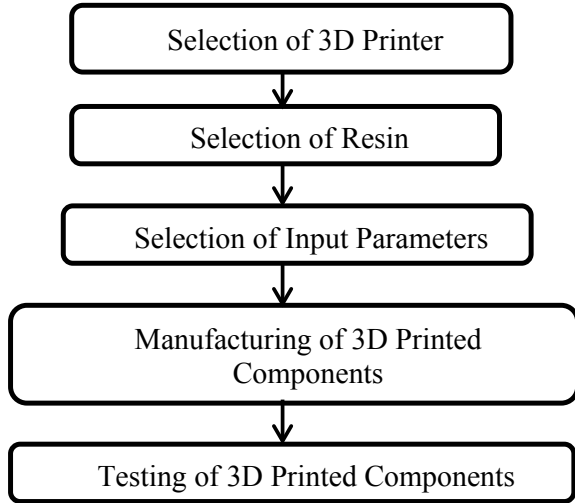 Selection of 3D Printer
Selection of Resin
Selection of Input Parameters
Manufacturing of 3D Printed
Components
Testing of 3D Printed Components